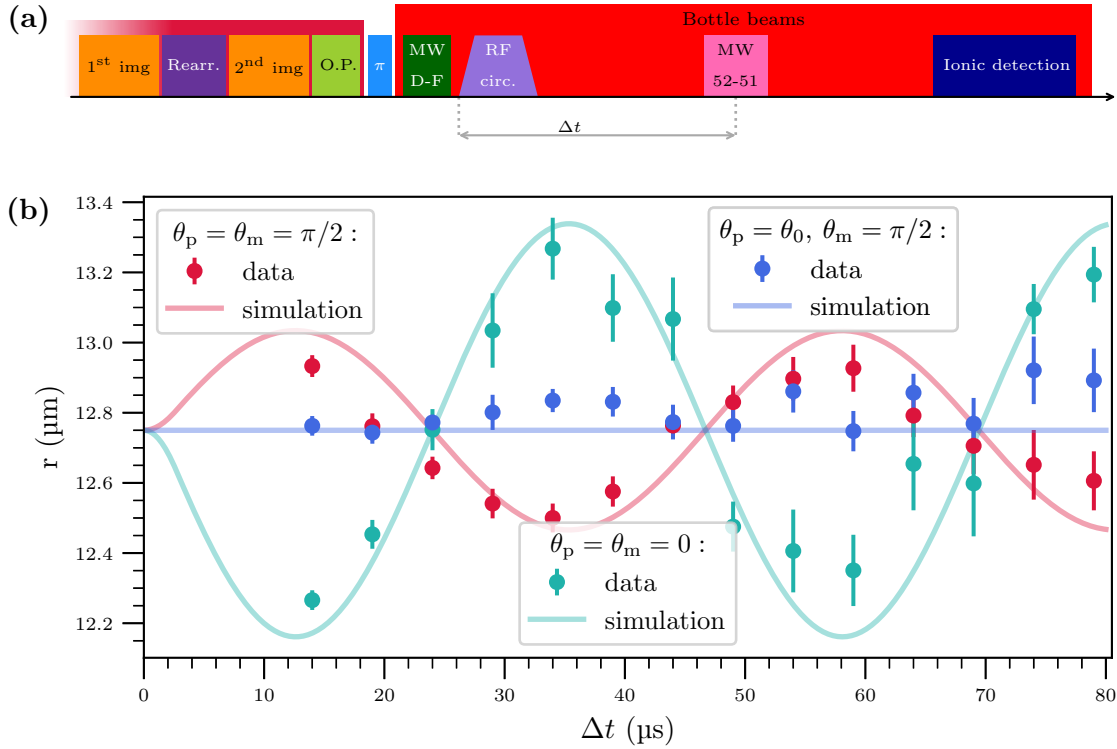 (a)
Bottle beams
1st img
Rearr.
2nd img
O.P.
π
MW
D-F
RF
circ.
MW
52-51
Ionic detection
Δt
(b)
13.4
13.2
13.0
12.8
12.6
12.4
12.2
r (µm)
θp = θm = π/2 :
data
simulation
θp = θ0, θm = π/2 :
data
simulation
θp = θm = 0 :
data
simulation
0 10 20 30 40 50 60 70 80
Δt (µs)